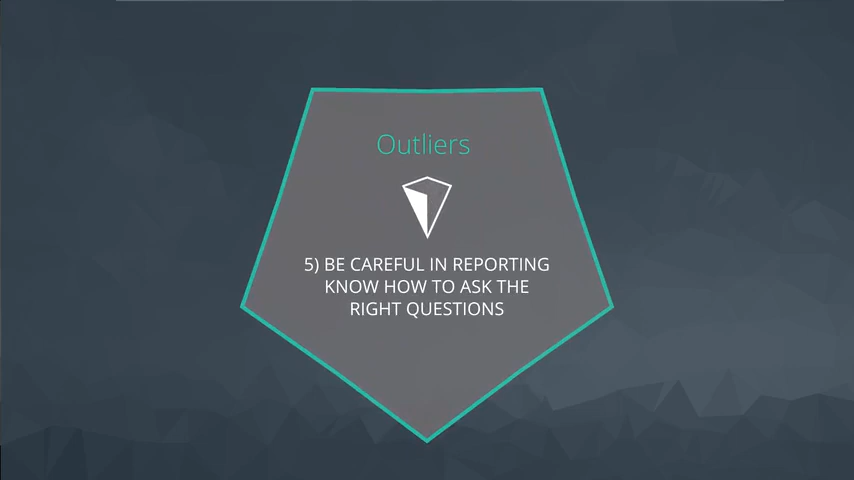 Outliers
5) BE CAREFUL IN REPORTING
KNOW HOW TO ASK THE
RIGHT QUESTIONS